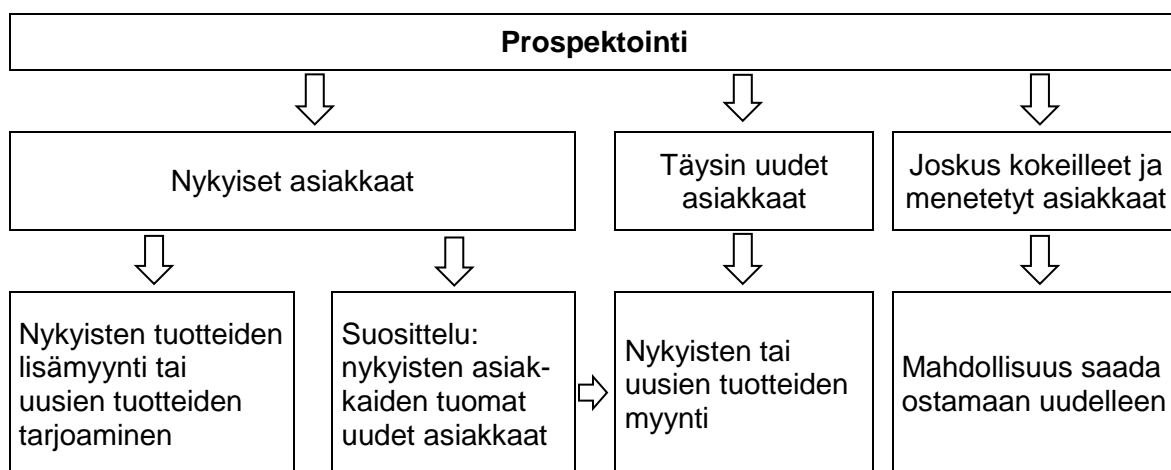 Prospektointi
Nykyiset asiakkaat
Täysin uudet
asiakkaat
Joskus kokeilleet ja
menetetyt asiakkaat
Nykyisten tuotteiden
lisämyynti tai
uusien tuotteiden
tarjoaminen
Suosittelu:
nykyisten asiak-
kaiden tuomat
uudet asiakkaat
Nykyisten tai
uusien tuotteiden
myynti
Mahdollisuus saada
ostamaan uudelleen